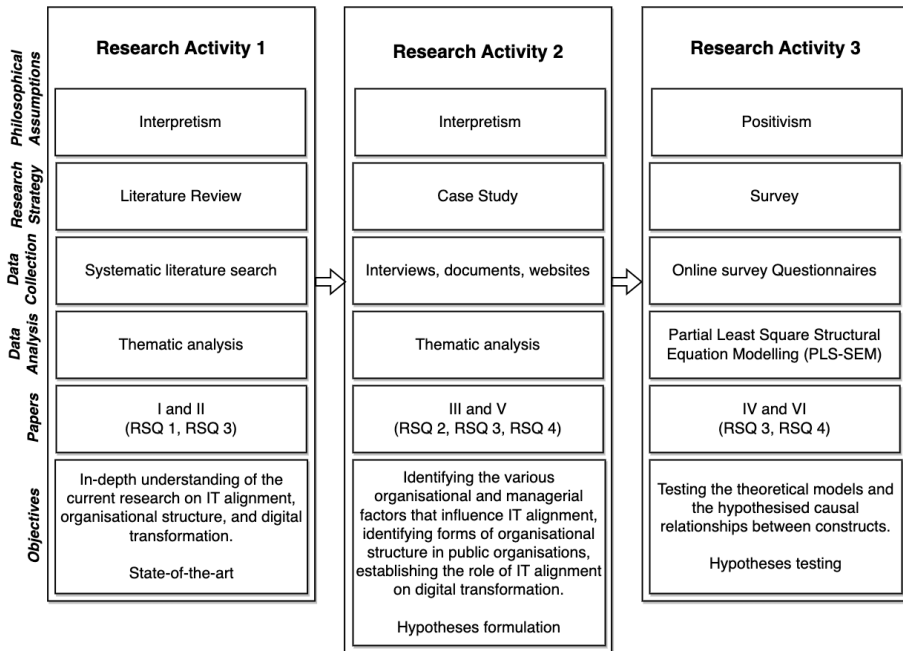 Research Activity 1
Research Activity 2
Research Activity 3
Philosophical
Assumptions
Interpretism
Interpretism
Positivism
Research
Strategy
Literature Review
Case Study
Survey
Data
Collection
Systematic literature search
Interviews, documents, websites
Online survey Questionnaires
Data
Analysis
Thematic analysis
Thematic analysis
Partial Least Square Structural
Equation Modelling (PLS-SEM)
Papers
I and II
(RSQ 1, RSQ 3)
III and V
(RSQ 2, RSQ 3, RSQ 4)
IV and VI
(RSQ 3, RSQ 4)
Objectives
In-depth understanding of the
current research on IT alignment,
organisational structure, and digital
transformation.
State-of-the-art
Identifying the various
organisational and managerial
factors that influence IT alignment,
identifying forms of organisational
structure in public organisations,
establishing the role of IT alignment
on digital transformation.
Hypotheses formulation
Testing the theoretical models and
the hypothesised causal
relationships between constructs.
Hypotheses testing